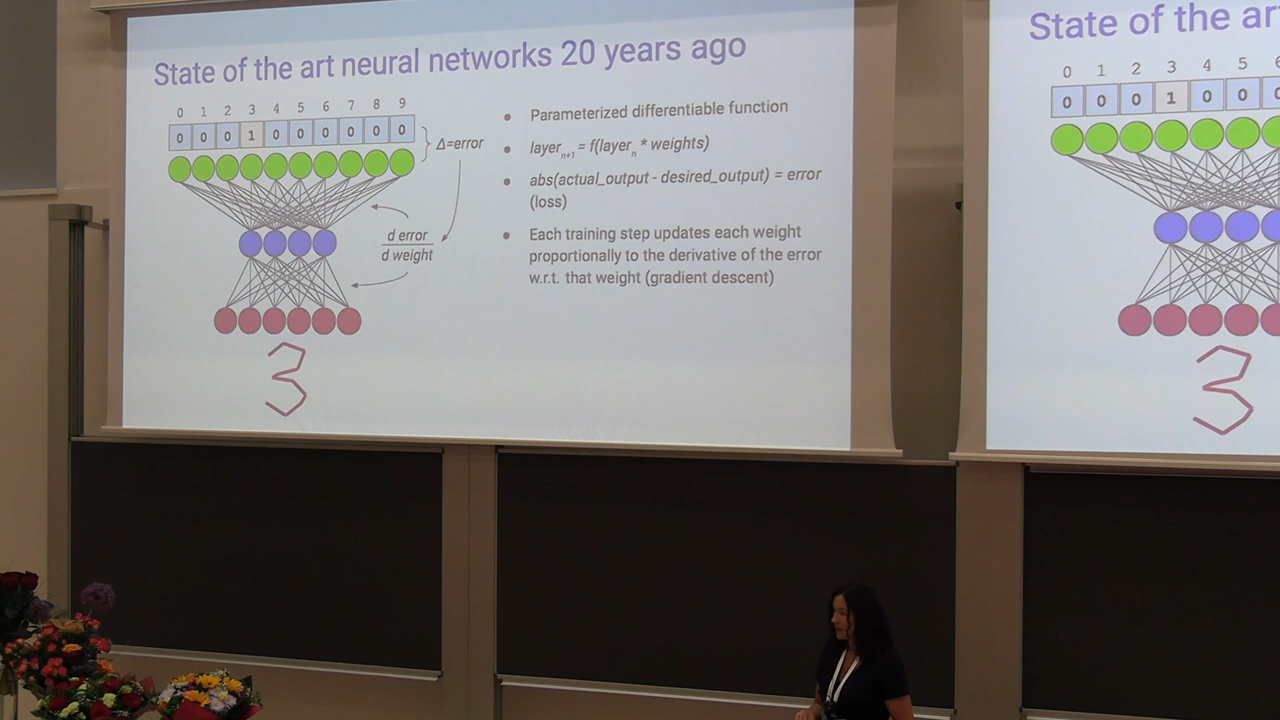 State of the art neural networks 20 years ago
0 1 2 3 4 5 6 7 8 9
0 0 0 1 0 0 0 0 0 0
Δ=error
d error
d weight
3
• Parameterized differentiable function
• layerₙ₊₁ = f(layerₙ * weights)
• abs(actual_output - desired_output) = error
(loss)
• Each training step updates each weight
proportionally to the derivative of the error
w.r.t. that weight (gradient descent)
State of the ar
0 1 2 3 4 5 6
0 0 0 1 0 0 0
3